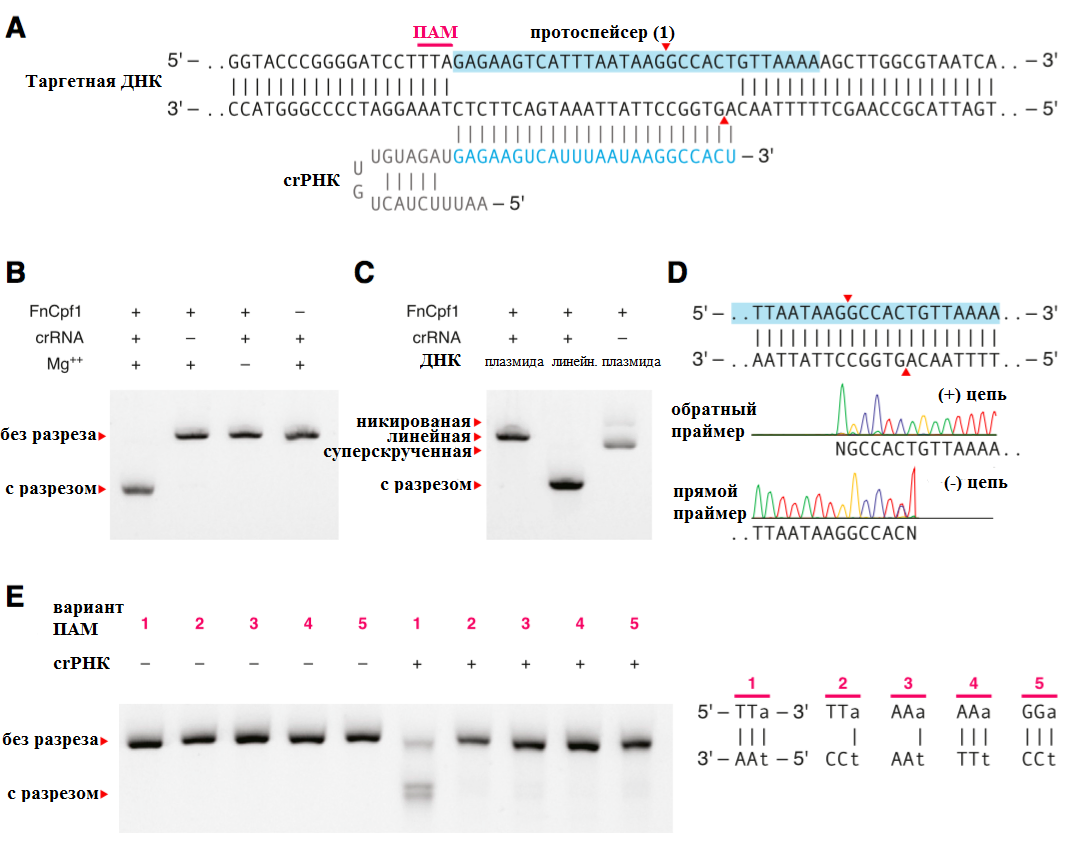 A
ПАМ
протоспейсер (1)
5' – ..GGTACCCGGGGATCCTTTAGAGAAGTCATTTAATAAGGCCACTGTTAAAAAGCTTGGCGTAATCA.. – 3'
Таргетная ДНК
3' – ..CCATGGGCCCCTAGGAAATCTCTTCAGTAAATTATTCCGGTGACAATTTTTCGAACCGCATTAGT.. – 5'
UGUAGAUGAGAAGUCAUUUAAUAAGGCCACU – 3'
U
crРНК
G
UCAUCUUUAA – 5'
B
FnCpf1 + + + –
crRNA + – + +
Mg++ + + – +
без разреза
с разрезом
C
FnCpf1 + + +
crRNA + + –
ДНК плазмида линейн. плазмида
никированая
линейная
суперскрученная
с разрезом
D
5' – ..TTAATAAGGCCACTGTTAAAA.. – 3'
3' – AATTATTCCGGTGACAATTTT.. – 5'
(+) цепь
обратный
праймер
NGCCACTGTTAAAA..
(-) цепь
прямой
праймер
..TTAATAAGGCCACN
E
вариант
ПАМ
1 2 3 4 5 1 2 3 4 5
crРНК – – – – – + + + + +
без разреза
с разрезом
1 2 3 4 5
5' – TTa – 3' TTa AAa AAa GGa
3' – AAt – 5' CCt AAt TTt CCt